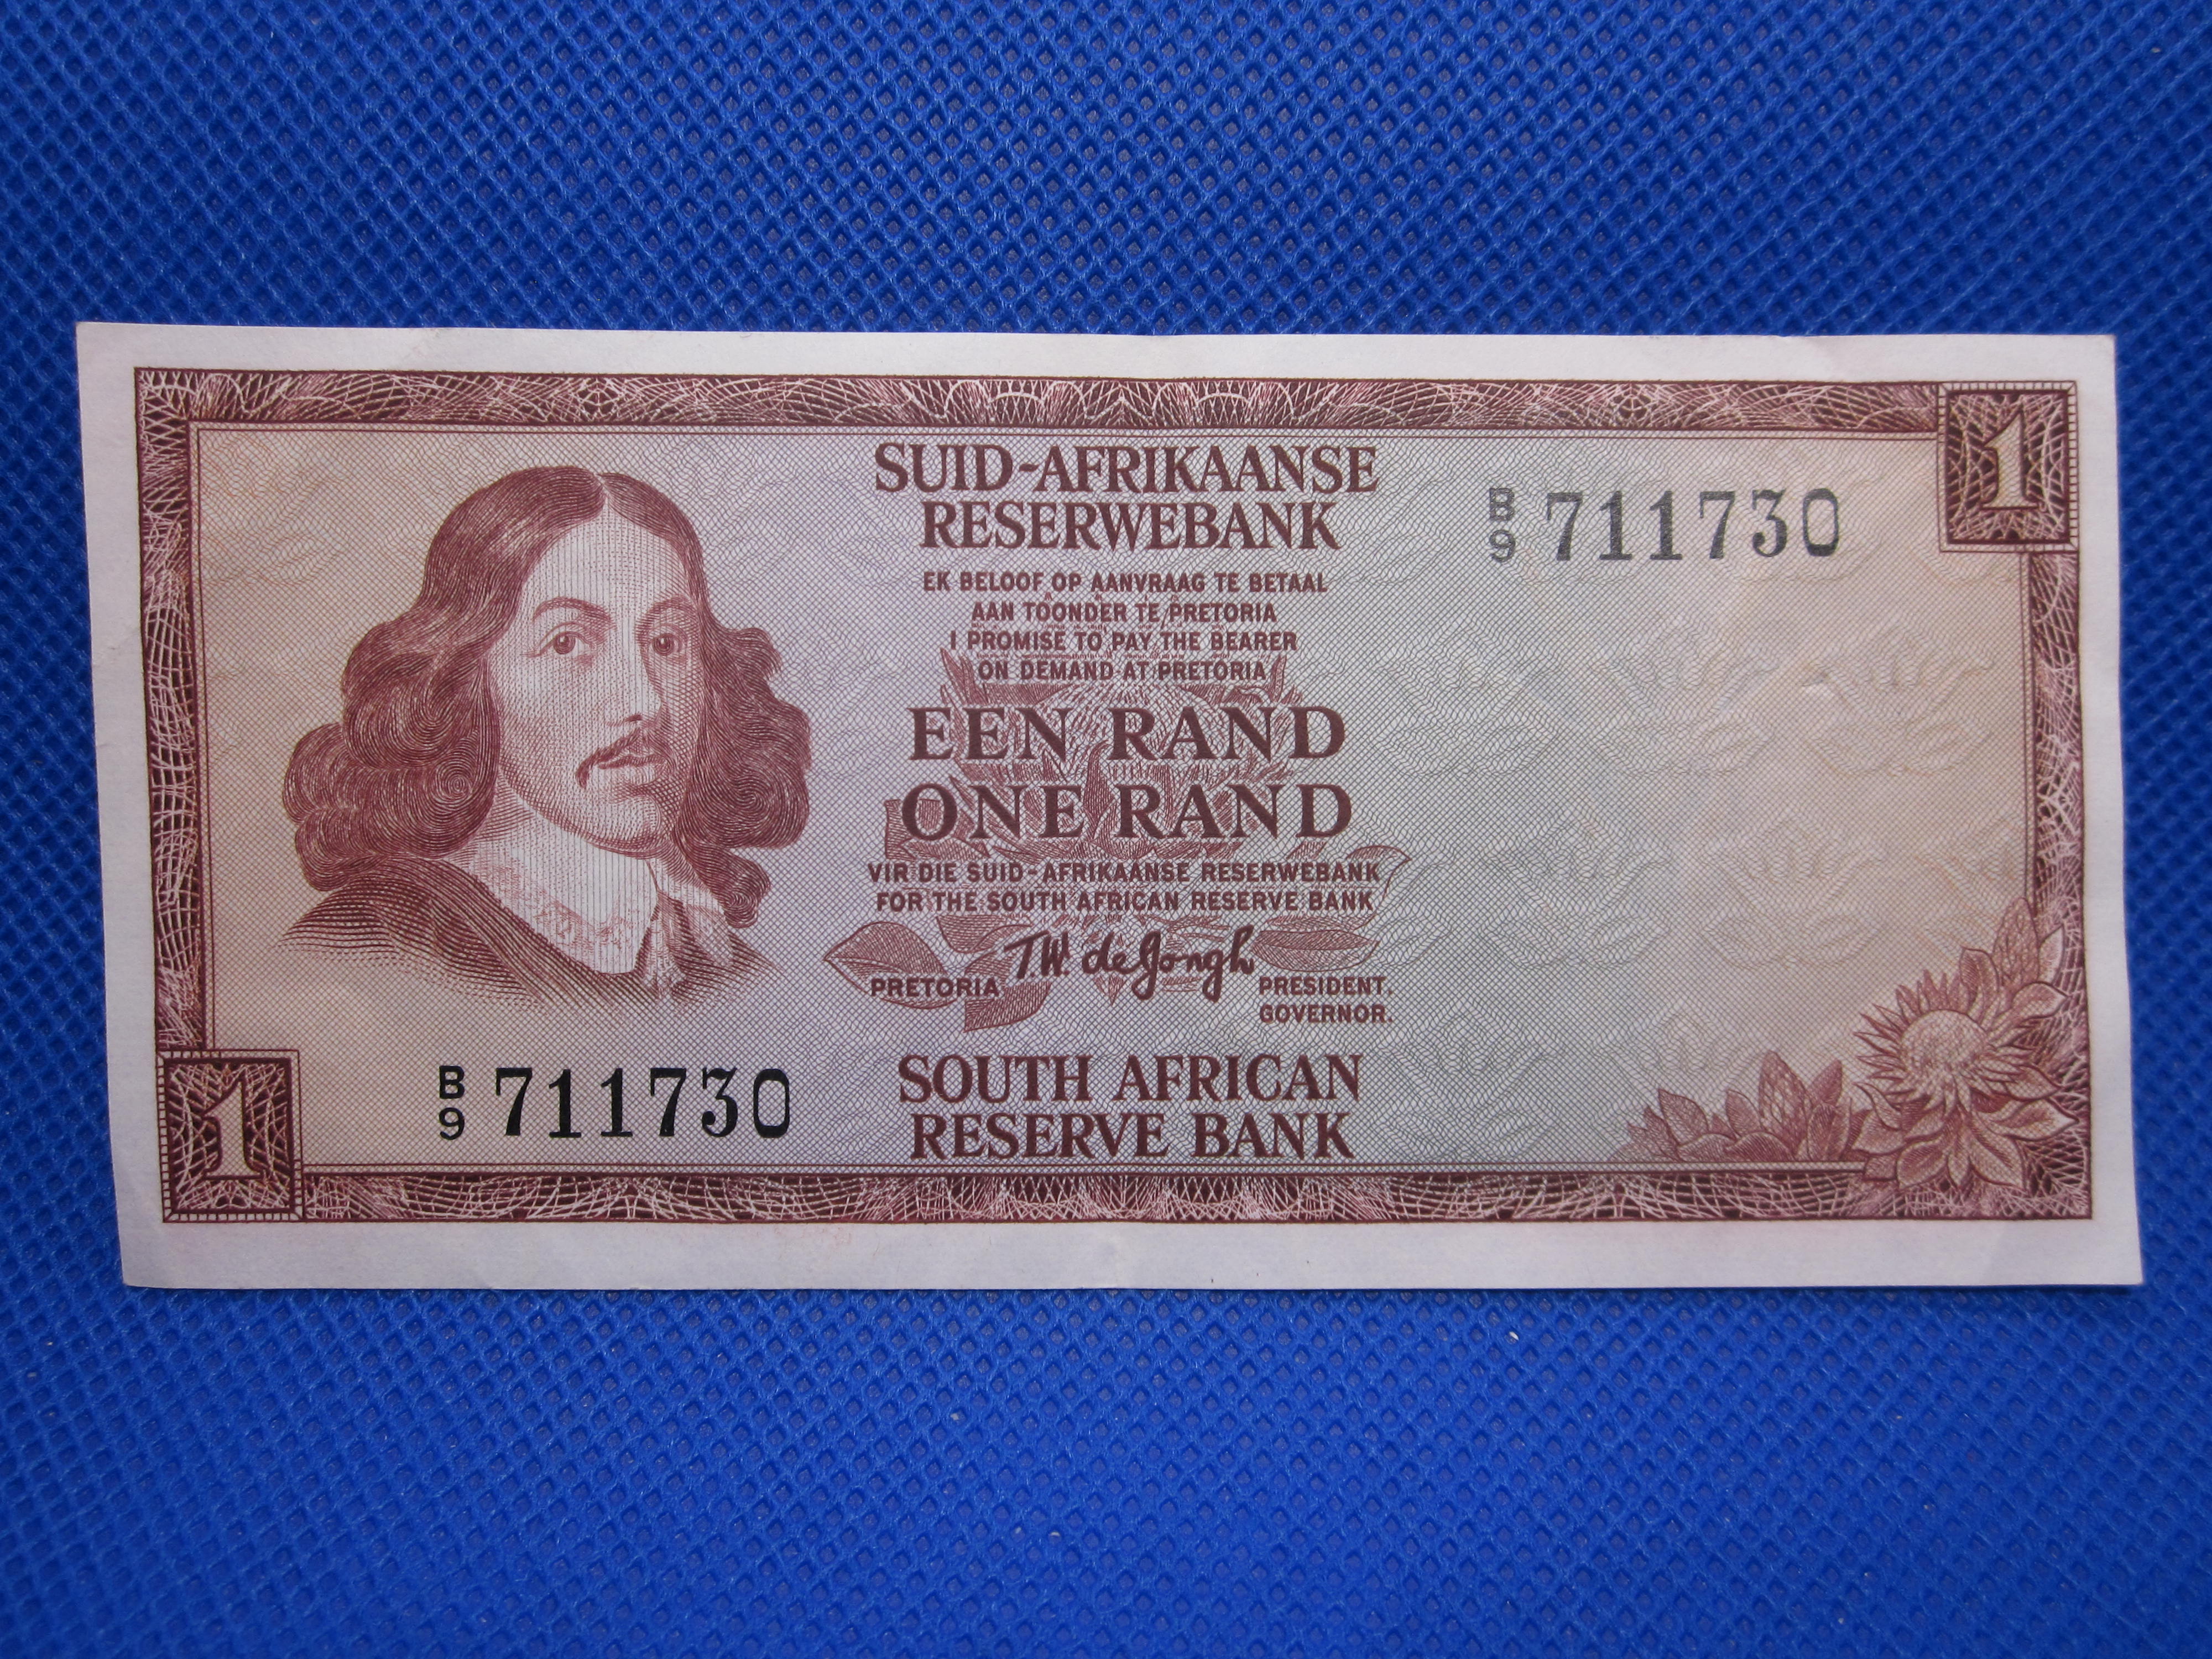 1
SUID-AFRIKAANSE
RESERWEBANK
B/9 711730
EK BELOOF OP AANVRAAG TE BETAAL
AAN TOONDER TE PRETORIA
I PROMISE TO PAY THE BEARER
ON DEMAND AT PRETORIA
EEN RAND
ONE RAND
VIR DIE SUID-AFRIKAANSE RESERWEBANK
FOR THE SOUTH AFRICAN RESERVE BANK
T.W. de Jongh
PRETORIA PRESIDENT.
GOVERNOR.
1
B/9 711730
SOUTH AFRICAN
RESERVE BANK